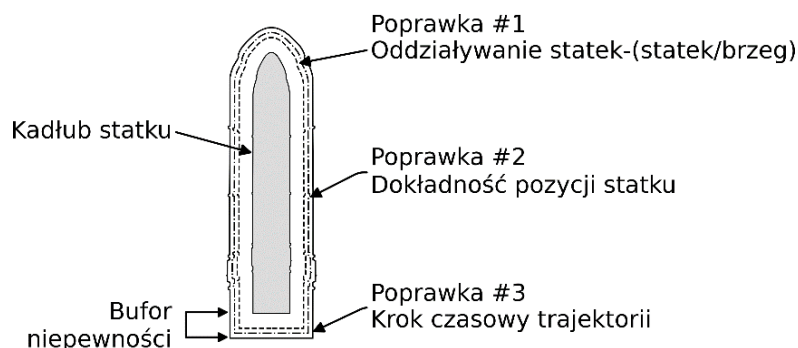 Poprawka #1
Oddziaływanie statek-(statek/brzeg)
Kadłub statku
Poprawka #2
Dokładność pozycji statku
Poprawka #3
Krok czasowy trajektorii
Bufor
niepewności